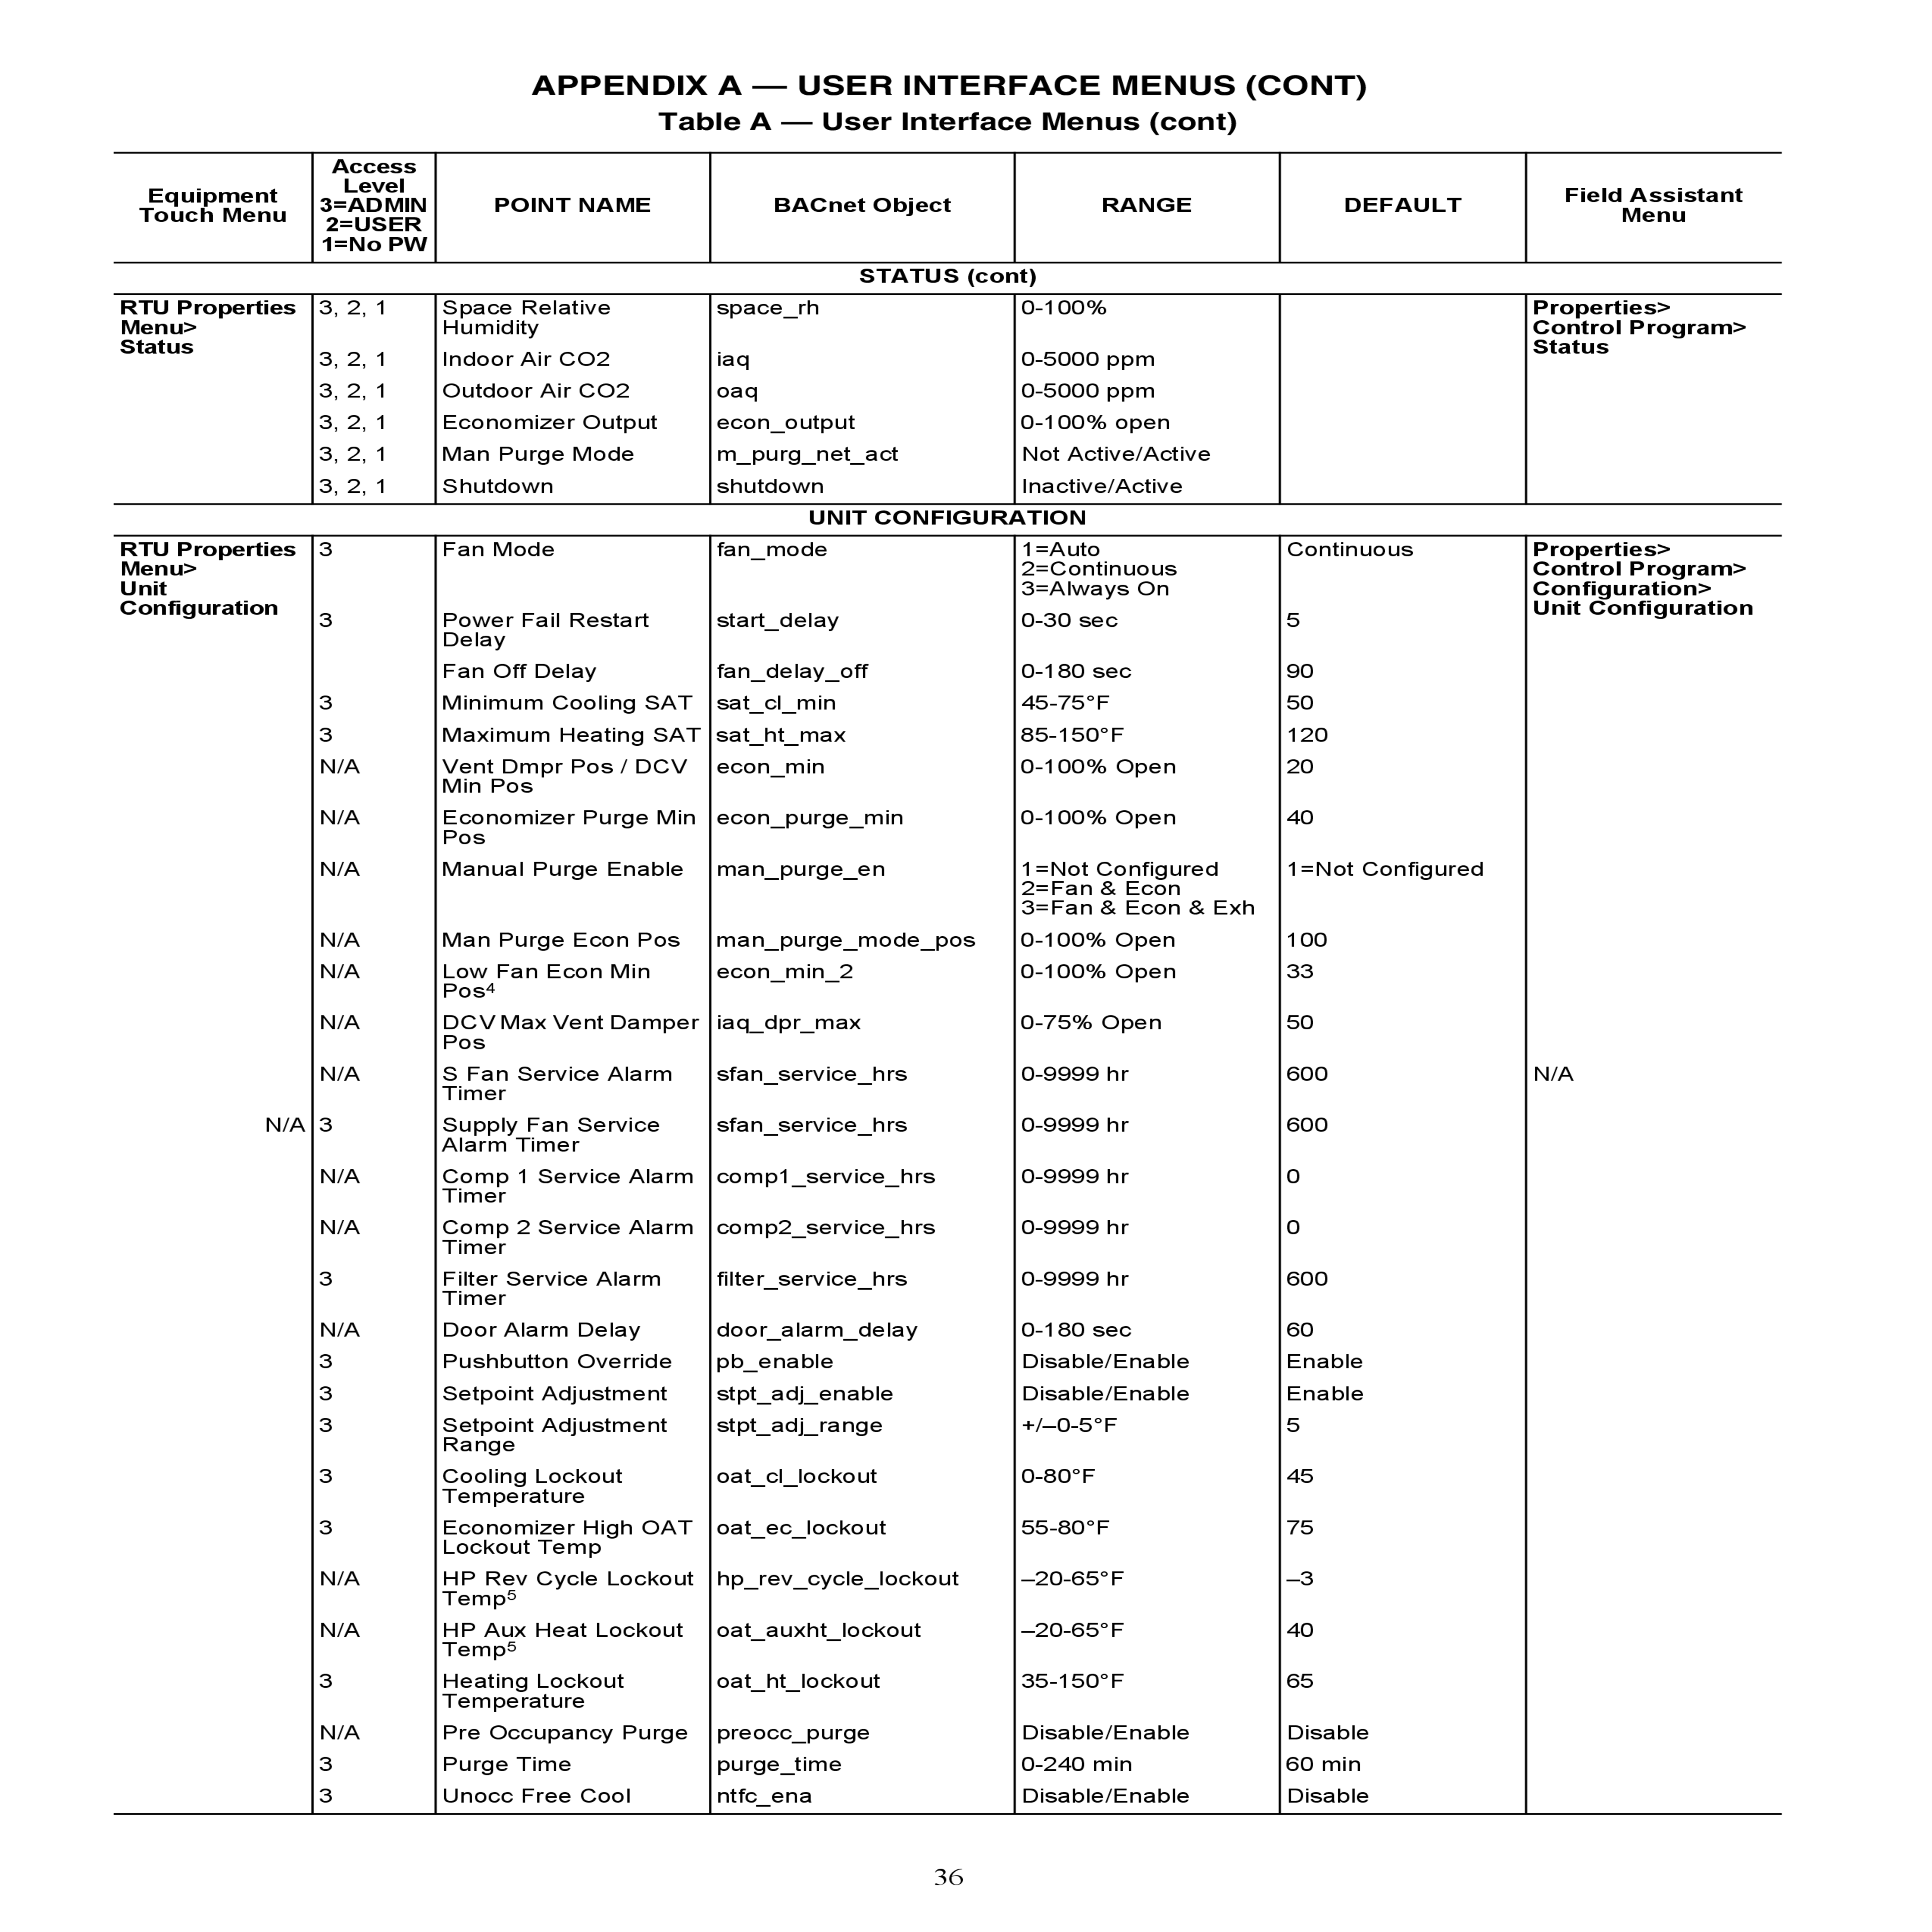 APPENDIX A — USER INTERFACE MENUS (CONT)
Table A — User Interface Menus (cont)
Equipment Touch Menu | Access Level 3=ADMIN 2=USER 1=No PW | POINT NAME | BACnet Object | RANGE | DEFAULT | Field Assistant Menu
STATUS (cont)
RTU Properties Menu> Status | 3, 2, 1 | Space Relative Humidity | space_rh | 0-100% | | Properties> Control Program> Status
3, 2, 1 | Indoor Air CO2 | iaq | 0-5000 ppm
3, 2, 1 | Outdoor Air CO2 | oaq | 0-5000 ppm
3, 2, 1 | Economizer Output | econ_output | 0-100% open
3, 2, 1 | Man Purge Mode | m_purg_net_act | Not Active/Active
3, 2, 1 | Shutdown | shutdown | Inactive/Active
UNIT CONFIGURATION
RTU Properties Menu> Unit Configuration | 3 | Fan Mode | fan_mode | 1=Auto 2=Continuous 3=Always On | Continuous | Properties> Control Program> Configuration> Unit Configuration
3 | Power Fail Restart Delay | start_delay | 0-30 sec | 5
Fan Off Delay | fan_delay_off | 0-180 sec | 90
3 | Minimum Cooling SAT | sat_cl_min | 45-75°F | 50
3 | Maximum Heating SAT | sat_ht_max | 85-150°F | 120
N/A | Vent Dmpr Pos / DCV Min Pos | econ_min | 0-100% Open | 20
N/A | Economizer Purge Min Pos | econ_purge_min | 0-100% Open | 40
N/A | Manual Purge Enable | man_purge_en | 1=Not Configured 2=Fan & Econ 3=Fan & Econ & Exh | 1=Not Configured
N/A | Man Purge Econ Pos | man_purge_mode_pos | 0-100% Open | 100
N/A | Low Fan Econ Min Pos⁴ | econ_min_2 | 0-100% Open | 33
N/A | DCV Max Vent Damper Pos | iaq_dpr_max | 0-75% Open | 50
N/A | S Fan Service Alarm Timer | sfan_service_hrs | 0-9999 hr | 600 | N/A
N/A | 3 | Supply Fan Service Alarm Timer | sfan_service_hrs | 0-9999 hr | 600
N/A | Comp 1 Service Alarm Timer | comp1_service_hrs | 0-9999 hr | 0
N/A | Comp 2 Service Alarm Timer | comp2_service_hrs | 0-9999 hr | 0
3 | Filter Service Alarm Timer | filter_service_hrs | 0-9999 hr | 600
N/A | Door Alarm Delay | door_alarm_delay | 0-180 sec | 60
3 | Pushbutton Override | pb_enable | Disable/Enable | Enable
3 | Setpoint Adjustment | stpt_adj_enable | Disable/Enable | Enable
3 | Setpoint Adjustment Range | stpt_adj_range | +/–0-5°F | 5
3 | Cooling Lockout Temperature | oat_cl_lockout | 0-80°F | 45
3 | Economizer High OAT Lockout Temp | oat_ec_lockout | 55-80°F | 75
N/A | HP Rev Cycle Lockout Temp⁵ | hp_rev_cycle_lockout | –20-65°F | –3
N/A | HP Aux Heat Lockout Temp⁵ | oat_auxht_lockout | –20-65°F | 40
3 | Heating Lockout Temperature | oat_ht_lockout | 35-150°F | 65
N/A | Pre Occupancy Purge | preocc_purge | Disable/Enable | Disable
3 | Purge Time | purge_time | 0-240 min | 60 min
3 | Unocc Free Cool | ntfc_ena | Disable/Enable | Disable
36